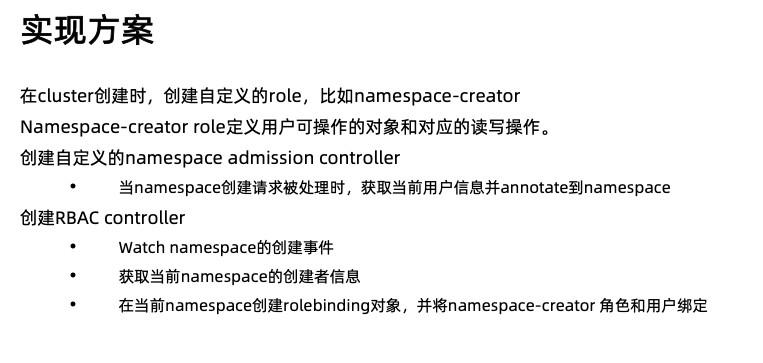 实现方案
在cluster创建时，创建自定义的role，比如namespace-creator
Namespace-creator role定义用户可操作的对象和对应的读写操作。
创建自定义的namespace admission controller
• 当namespace创建请求被处理时，获取当前用户信息并annotate到namespace
创建RBAC controller
• Watch namespace的创建事件
• 获取当前namespace的创建者信息
• 在当前namespace创建rolebinding对象，并将namespace-creator 角色和用户绑定